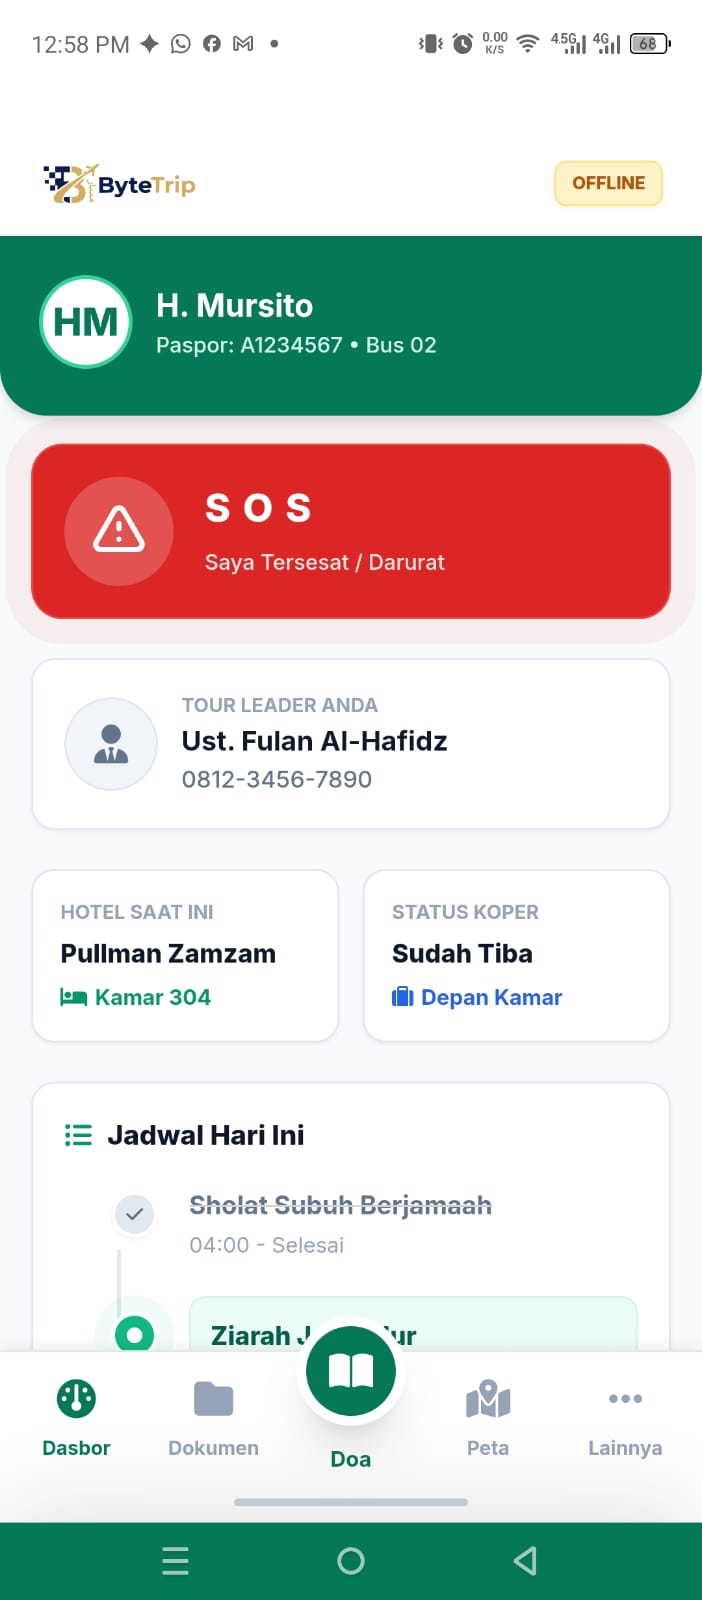 12:58 PM
0.00
K/S
4.5G
4G
68
ByteTrip
OFFLINE
HM
H. Mursito
Paspor: A1234567 • Bus 02
SOS
Saya Tersesat / Darurat
TOUR LEADER ANDA
Ust. Fulan Al-Hafidz
0812-3456-7890
HOTEL SAAT INI
Pullman Zamzam
Kamar 304
STATUS KOPER
Sudah Tiba
Depan Kamar
Jadwal Hari Ini
Sholat Subuh Berjamaah
04:00 - Selesai
Ziarah
Dasbor
Dokumen
Doa
Peta
Lainnya